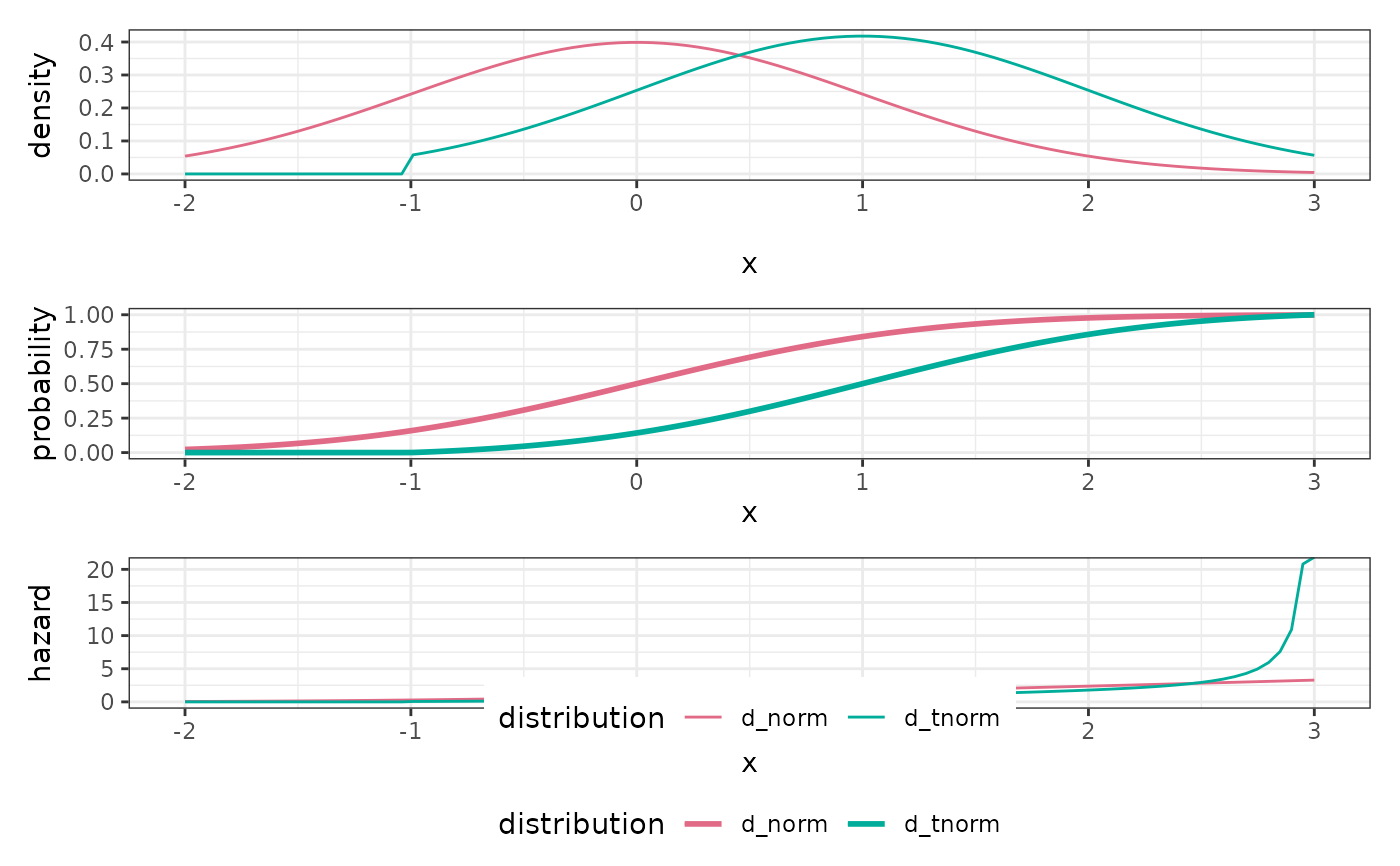 density
0.4
0.3
0.2
0.1
0.0
-2 -1 0 1 2 3
x
probability
1.00
0.75
0.50
0.25
0.00
-2 -1 0 1 2 3
x
hazard
20
15
10
5
0
distribution d_norm d_tnorm
-2 -1 2 3
x
distribution d_norm d_tnorm